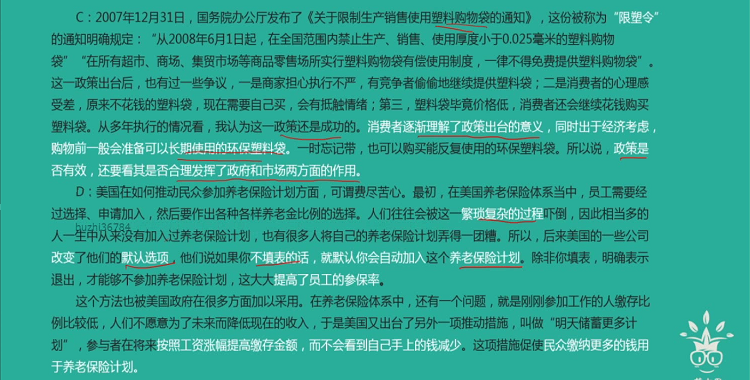 C：2007年12月31日，国务院办公厅发布了《关于限制生产销售使用塑料购物袋的通知》，这份被称为“限塑令”
的通知明确规定：“从2008年6月1日起，在全国范围内禁止生产、销售、使用厚度小于0.025毫米的塑料购物
袋”“在所有超市、商场、集贸市场等商品零售场所实行塑料购物袋有偿使用制度，一律不得免费提供塑料购物袋”。
这一政策出台后，也有过一些争议，一是商家担心执行不严，有竞争者偷偷地继续提供塑料袋；二是消费者的心理感
受差，原来不花钱的塑料袋，现在需要自己买，会有抵触情绪；第三，塑料袋毕竟价格低，消费者还会继续花钱购买
塑料袋。从多年执行的情况看，我认为这一政策还是成功的。消费者逐渐理解了政策出台的意义，同时出于经济考虑，
购物前一般会准备可以长期使用的环保塑料袋。一时忘记带，也可以购买能反复使用的环保塑料袋。所以说，政策是
否有效，还要看其是否合理发挥了政府和市场两方面的作用。
D：美国在如何推动民众参加养老保险计划方面，可谓费尽苦心。最初，在美国养老保险体系当中，员工需要经
过选择、申请加入，然后要作出各种各样养老金比例的选择。人们往往会被这一繁琐复杂的过程吓倒，因此相当多的
人一生中从来没有加入过养老保险计划，也有很多人将自己的养老保险计划弄得一团糟。所以，后来美国的一些公司
huzhi36784
改变了他们的默认选项，他们说如果你不填表的话，就默认你会自动加入这个养老保险计划。除非你填表，明确表示
退出，才能够不参加养老保险计划，这大大提高了员工的参保率。
这个方法也被美国政府在很多方面加以采用。在养老保险体系中，还有一个问题，就是刚刚参加工作的人缴存比
例比较低，人们不愿意为了未来而降低现在的收入，于是美国又出台了另外一项推动措施，叫做“明天储蓄更多计
划”，参与者在将来按照工资涨幅提高缴存金额，而不会看到自己手上的钱减少。这项措施促使民众缴纳更多的钱用
于养老保险计划。